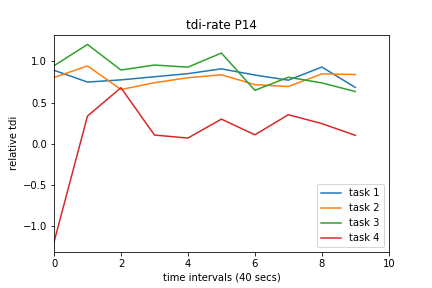 tdi-rate P14
relative tdi
1.0
0.5
0.0
−0.5
−1.0
0 2 4 6 8 10
time intervals (40 secs)
task 1
task 2
task 3
task 4